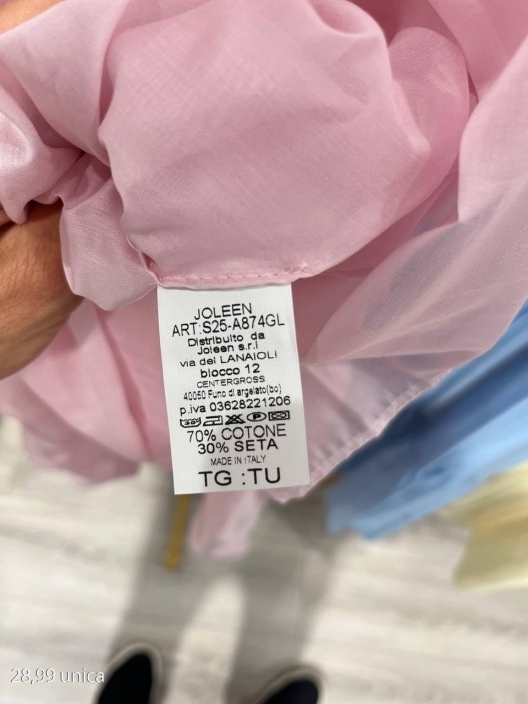 JOLEEN
ART:S25-A874GL
Distribuito da
Joleen s.r.l
via dei LANAIOLI
blocco 12
CENTERGROSS
40050 Funo di argelato(bo)
p.iva 03628221206
70% COTONE
30% SETA
MADE IN ITALY
TG :TU
28,99 unica